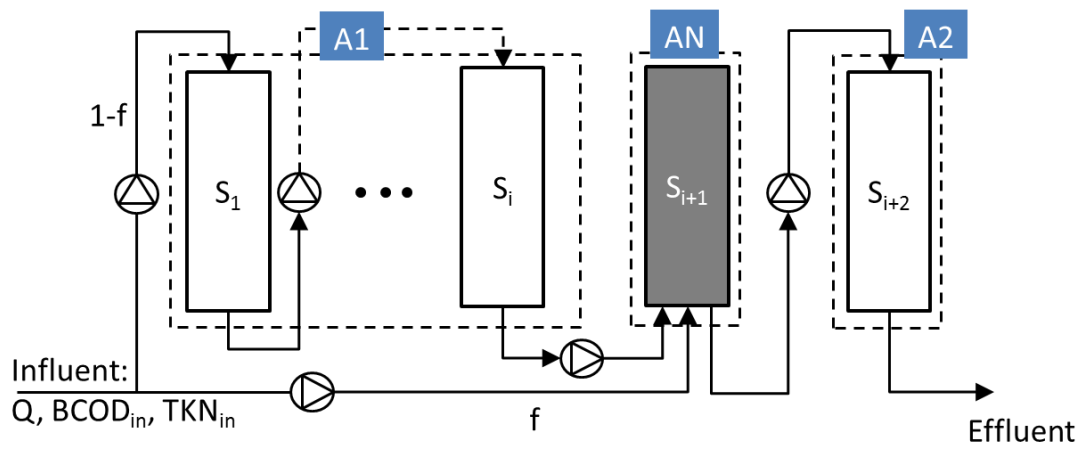 A1
AN
A2
1-f
S1
• • •
Si
Si+1
Si+2
Influent:
Q, BCODin, TKNin
f
Effluent